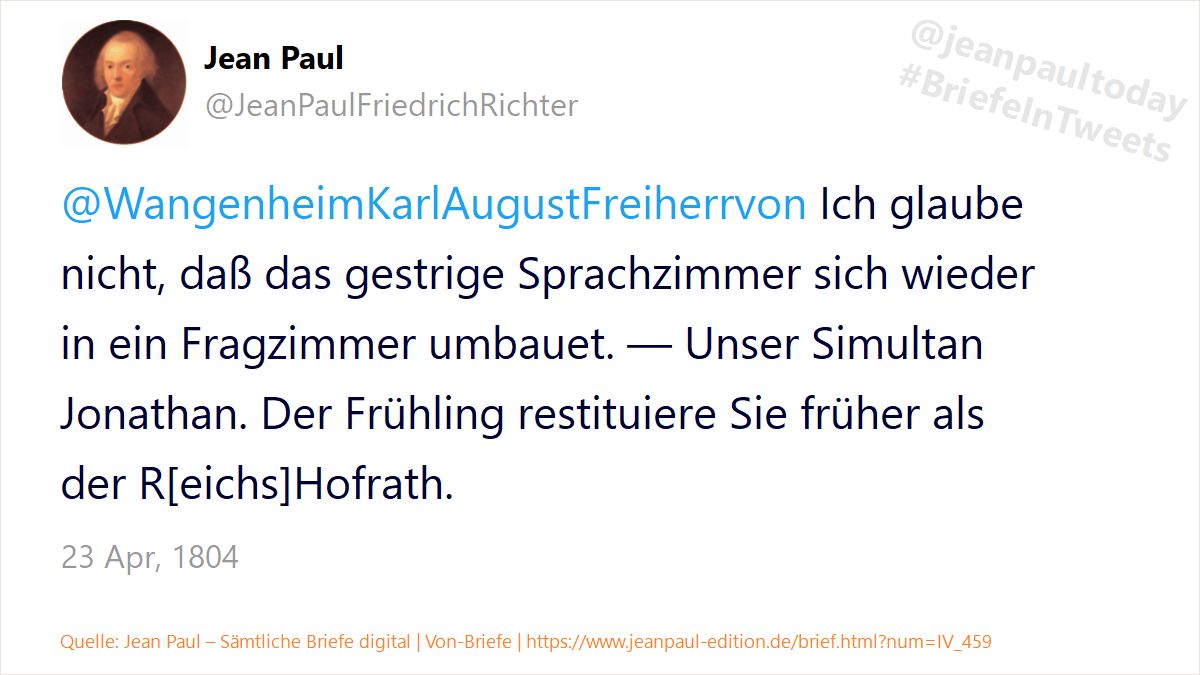 Jean Paul
@JeanPaulFriedrichRichter
@jeanpaultoday
#BriefeInTweets
@WangenheimKarlAugustFreiherrvon Ich glaube
nicht, daß das gestrige Sprachzimmer sich wieder
in ein Fragzimmer umbauet. — Unser Simultan
Jonathan. Der Frühling restituiere Sie früher als
der R[eichs]Hofrath.
23 Apr, 1804
Quelle: Jean Paul – Sämtliche Briefe digital | Von-Briefe | https://www.jeanpaul-edition.de/brief.html?num=IV_459